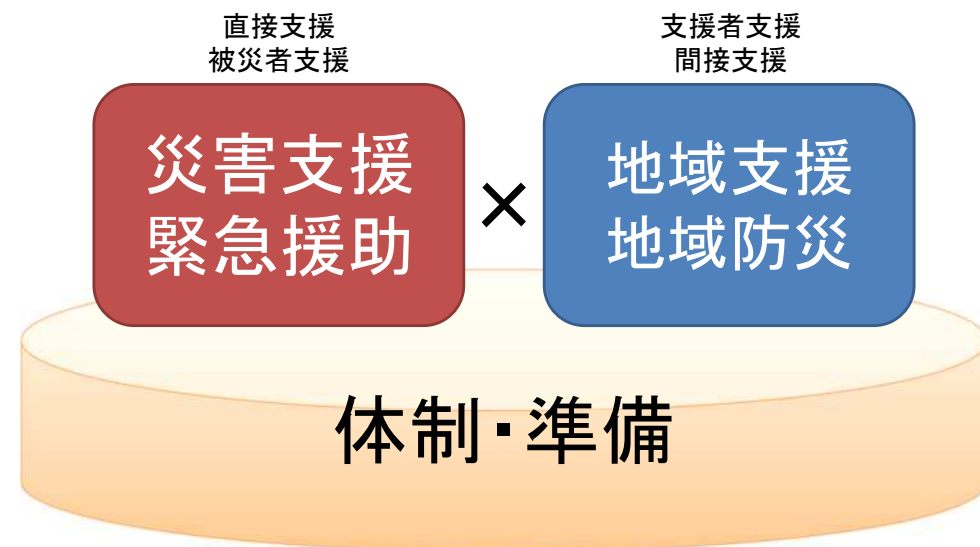 直接支援
被災者支援
支援者支援
間接支援
災害支援
緊急援助
×
地域支援
地域防災
体制・準備